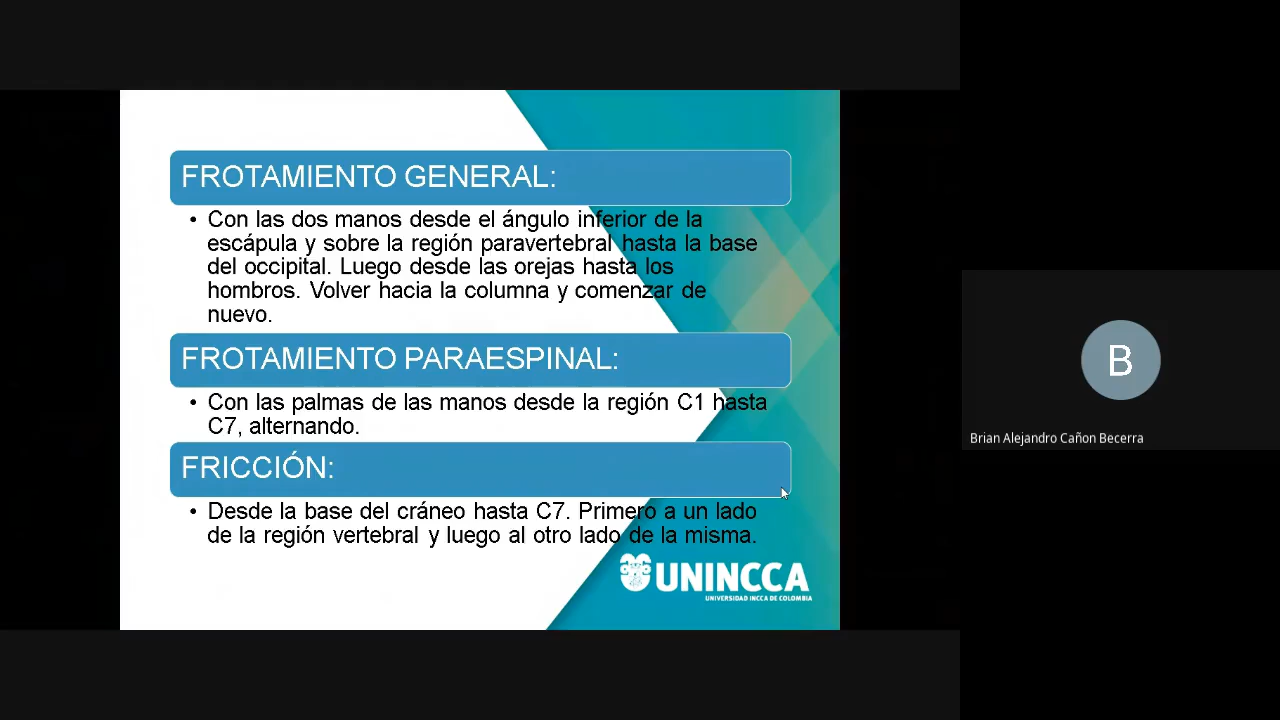 FROTAMIENTO GENERAL:
• Con las dos manos desde el ángulo inferior de la
escápula y sobre la región paravertebral hasta la base
del occipital. Luego desde las orejas hasta los
hombros. Volver hacia la columna y comenzar de
nuevo.
FROTAMIENTO PARAESPINAL:
• Con las palmas de las manos desde la región C1 hasta
C7, alternando.
FRICCIÓN:
• Desde la base del cráneo hasta C7. Primero a un lado
de la región vertebral y luego al otro lado de la misma.
UNINCCA
UNIVERSIDAD INCCA DE COLOMBIA
B
Brian Alejandro Cañon Becerra